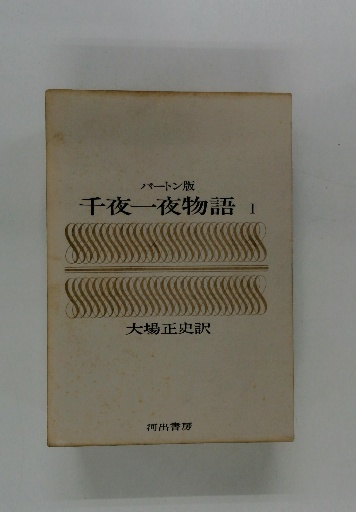 バートン版
千夜一夜物語 1
大場正史訳
河出書房